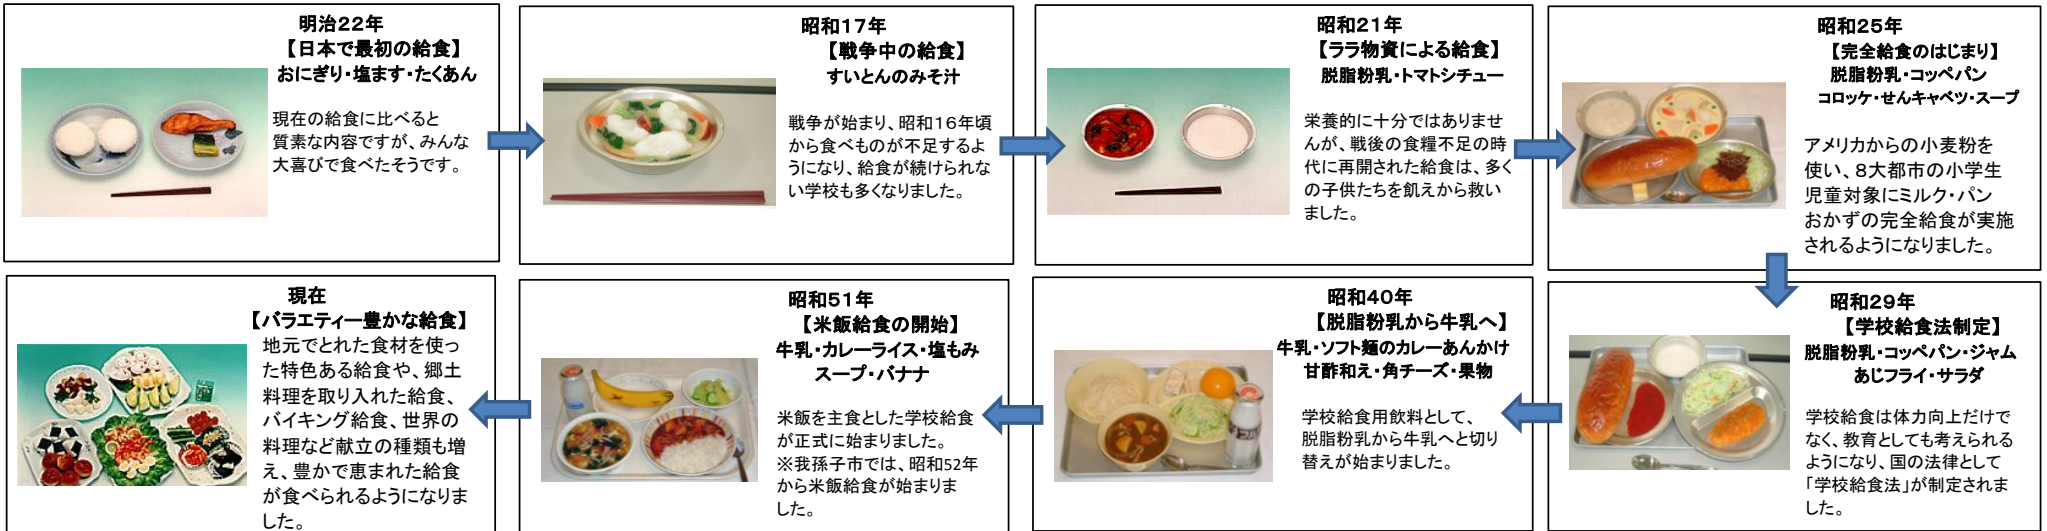 明治22年
【日本で最初の給食】
おにぎり・塩ます・たくあん
現在の給食に比べると
質素な内容ですが、みんな
大喜びで食べたそうです。
昭和17年
【戦争中の給食】
すいとんのみそ汁
戦争が始まり、昭和16年頃
から食べものが不足するよ
うになり、給食が続けられな
い学校も多くなりました。
昭和21年
【ララ物資による給食】
脱脂粉乳・トマトシチュー
栄養的に十分ではありませ
んが、戦後の食糧不足の時
代に再開された給食は、多く
の子供たちを飢えから救い
ました。
昭和25年
【完全給食のはじまり】
脱脂粉乳・コッペパン
コロッケ・せんキャベツ・スープ
アメリカからの小麦粉を
使い、8大都市の小学生
児童対象にミルク・パン
おかずの完全給食が実施
されるようになりました。
昭和29年
【学校給食法制定】
脱脂粉乳・コッペパン・ジャム
あじフライ・サラダ
学校給食は体力向上だけで
なく、教育としても考えられる
ようになり、国の法律として
「学校給食法」が制定されま
した。
昭和40年
【脱脂粉乳から牛乳へ】
牛乳・ソフト麺のカレーあんかけ
甘酢和え・角チーズ・果物
学校給食用飲料として、
脱脂粉乳から牛乳へと切り
替えが始まりました。
昭和51年
【米飯給食の開始】
牛乳・カレーライス・塩もみ
スープ・バナナ
米飯を主食とした学校給食
が正式に始まりました。
※我孫子市では、昭和52年
から米飯給食が始まりま
した。
現在
【バラエティー豊かな給食】
地元でとれた食材を使っ
た特色ある給食や、郷土
料理を取り入れた給食、
バイキング給食、世界の
料理など献立の種類も増
え、豊かで恵まれた給食
が食べられるようになりま
した。